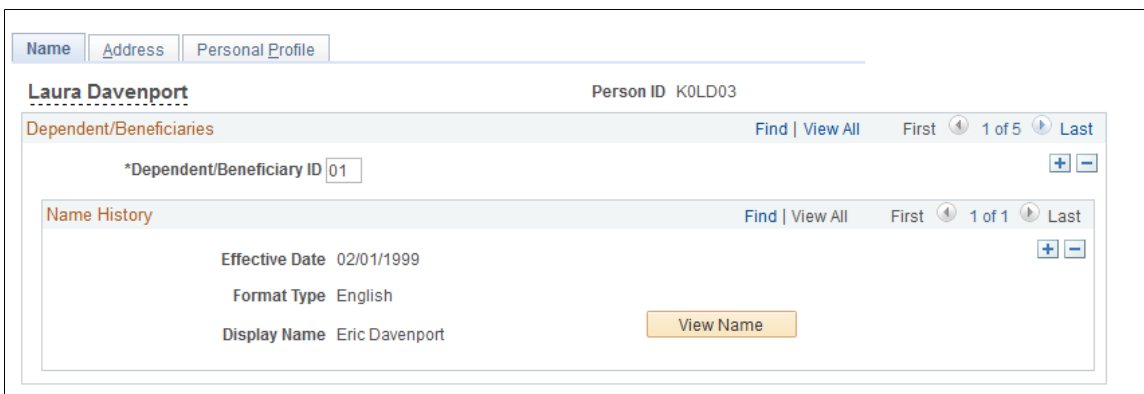 Name Address Personal Profile
Laura Davenport Person ID K0LD03
Dependent/Beneficiaries Find | View All First 1 of 5 Last
*Dependent/Beneficiary ID 01
Name History Find | View All First 1 of 1 Last
Effective Date 02/01/1999
Format Type English
Display Name Eric Davenport View Name